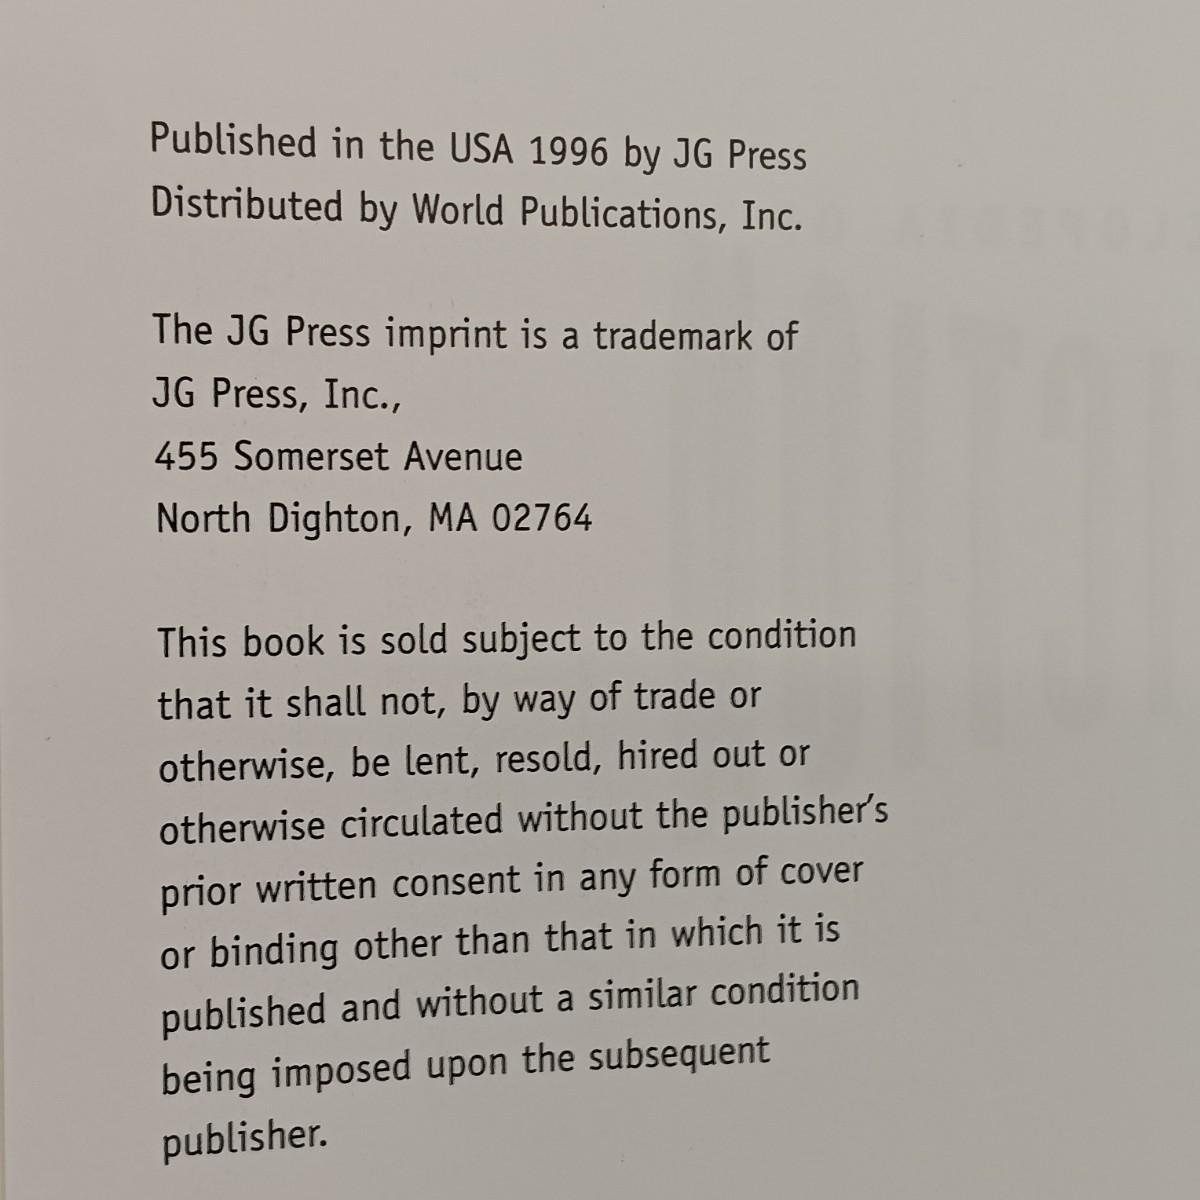 Published in the USA 1996 by JG Press
Distributed by World Publications, Inc.
The JG Press imprint is a trademark of
JG Press, Inc.,
455 Somerset Avenue
North Dighton, MA 02764
This book is sold subject to the condition
that it shall not, by way of trade or
otherwise, be lent, resold, hired out or
otherwise circulated without the publisher's
prior written consent in any form of cover
or binding other than that in which it is
published and without a similar condition
being imposed upon the subsequent
publisher.